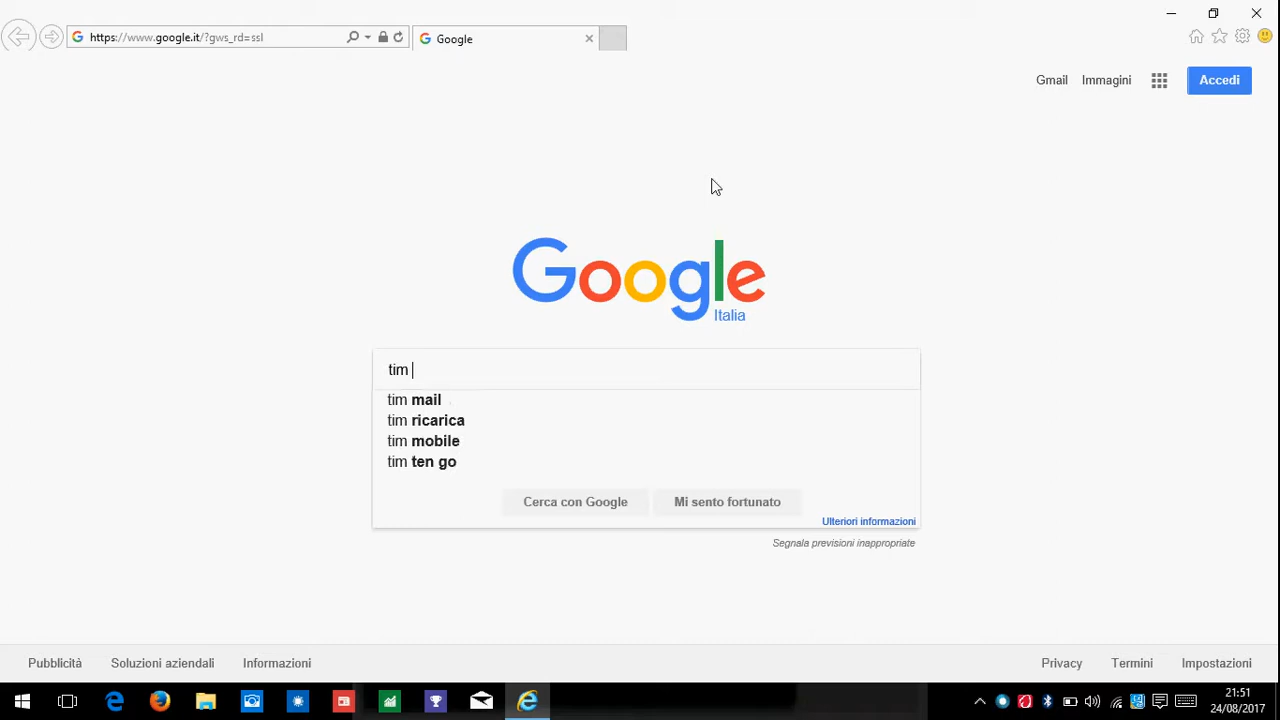 https://www.google.it/?gws_rd=ssl
Google
Gmail
Immagini
Accedi
Google
Italia
tim
tim mail
tim ricarica
tim mobile
tim ten go
Cerca con Google
Mi sento fortunato
Ulteriori informazioni
Segnala previsioni inappropriate
Pubblicità
Soluzioni aziendali
Informazioni
Privacy
Termini
Impostazioni
21:51
24/08/2017